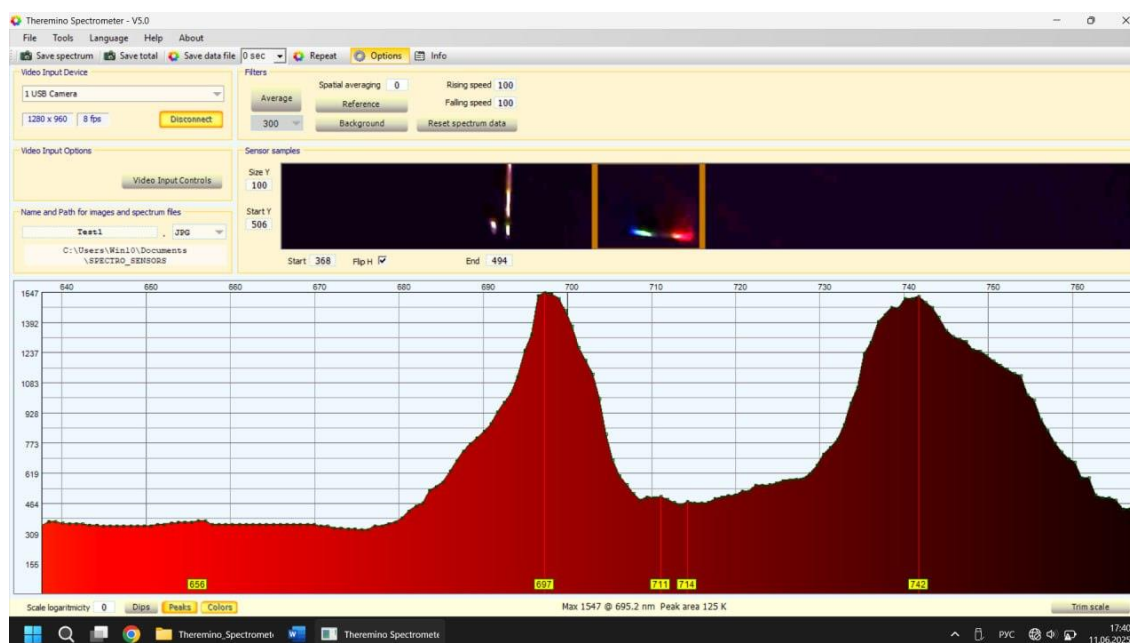 Theremino Spectrometer - V5.0
File Tools Language Help About
Save spectrum Save total Save data file 0 sec Repeat Options Info
Video Input Device
1 USB Camera
1280 x 960 8 fps Disconnect
Filters
Spatial averaging 0 Rising speed 100
Average Reference Falling speed 100
300 Background Reset spectrum data
Video Input Options
Video Input Controls
Name and Path for images and spectrum files
Test1 . JPG
C:\Users\Win10\Documents
\SPECTRO_SENSORS
Sensor samples
Size Y
100
Start Y
506
Start 368 Flip H End 494
640 650 660 670 680 690 700 710 720 730 740 750 760
1547
1392
1237
1083
928
773
619
464
309
155
656 697 711 714 742
Scale logaritmicity 0 Dips Peaks Colors Max 1547 @ 695.2 nm Peak area 125 K Trim scale
Theremino_Spectromet Theremino Spectromete РУС 17:40
11.06.2025